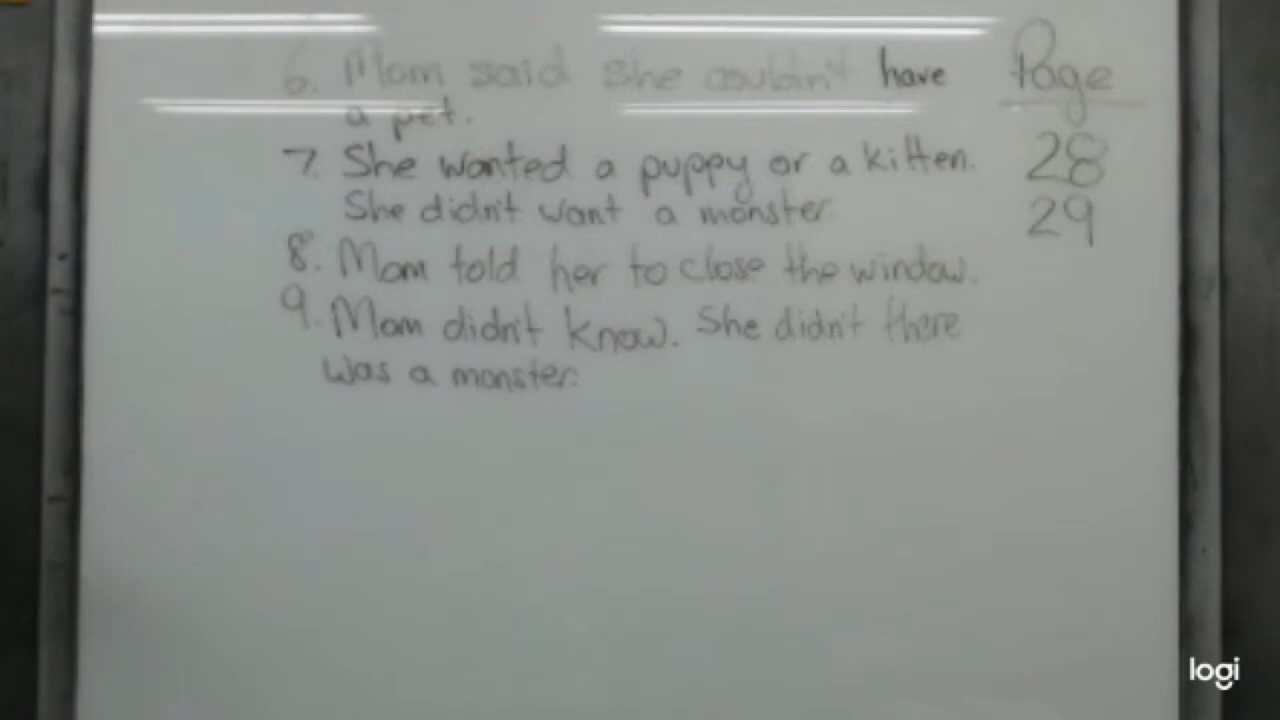 6. Mom said she couldn't have
a pet.
7. She wanted a puppy or a kitten.
She didn't want a monster.
8. Mom told her to close the window.
9. Mom didn't know. She didn't there
was a monster.
Page
28
29
logi